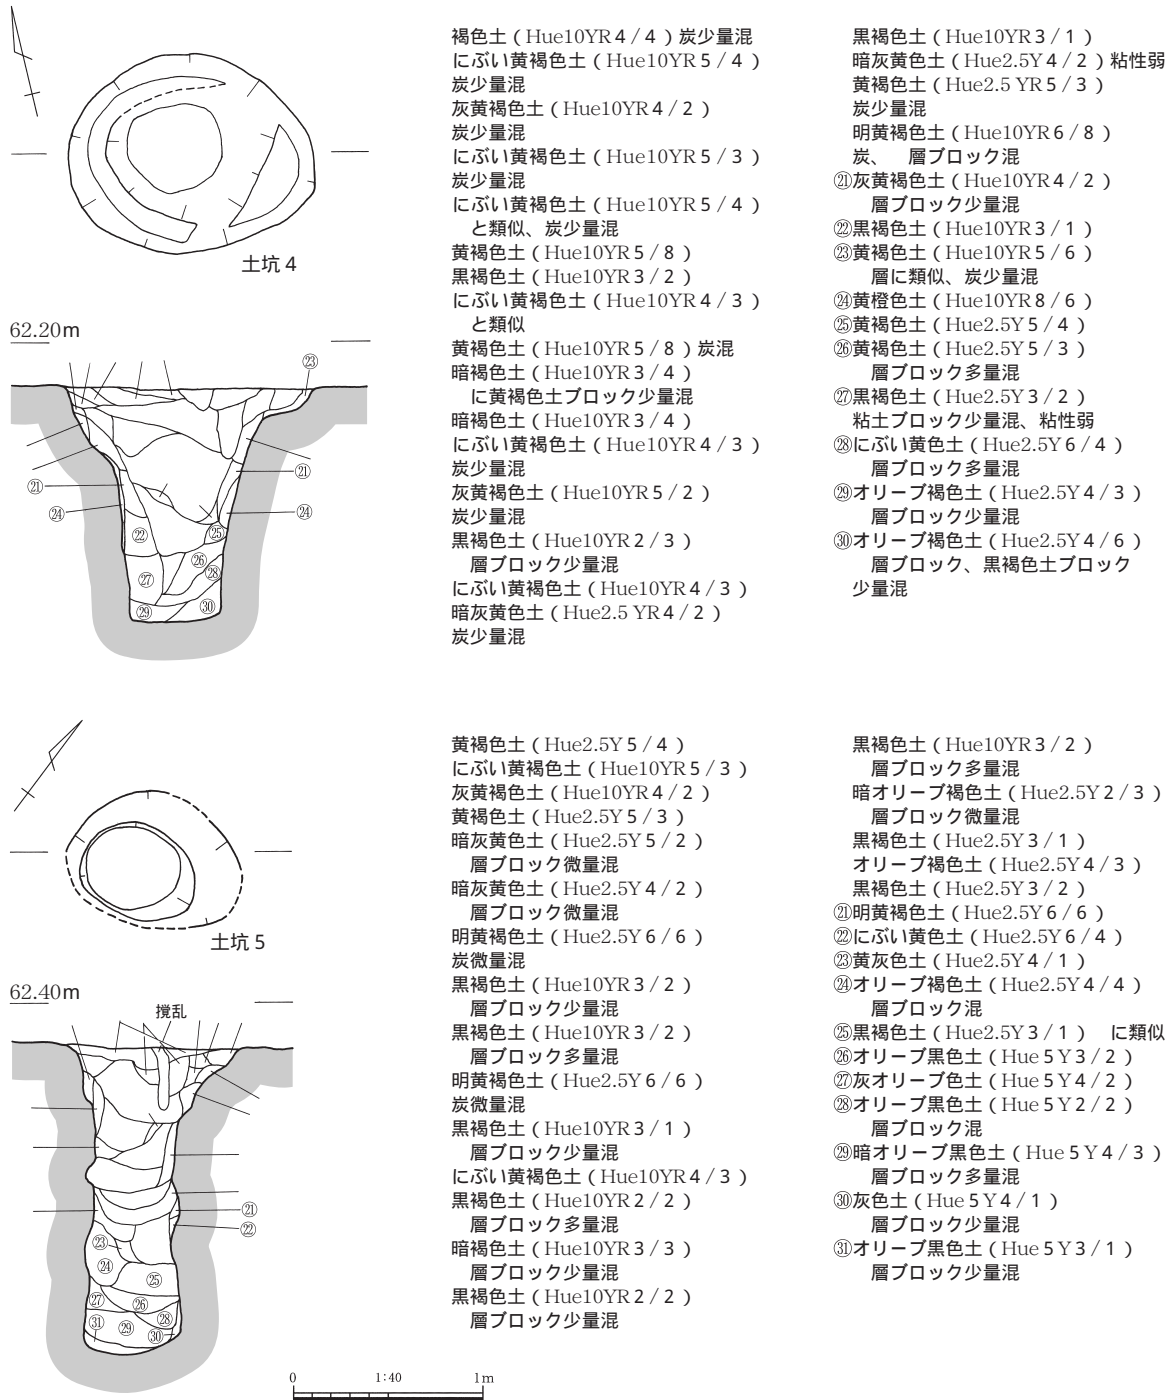 土坑４
62.20m
㉓
㉑
㉑
㉔
㉔
㉒
㉕
㉖
㉗
㉘
㉙
㉚
褐色土（Hue10YR４/４）炭少量混
にぶい黄褐色土（Hue10YR５/４）
炭少量混
灰黄褐色土（Hue10YR４/２）
炭少量混
にぶい黄褐色土（Hue10YR５/３）
炭少量混
にぶい黄褐色土（Hue10YR５/４）
と類似、炭少量混
黄褐色土（Hue10YR５/８）
黒褐色土（Hue10YR３/２）
にぶい黄褐色土（Hue10YR４/３）
と類似
黄褐色土（Hue10YR５/８）炭混
暗褐色土（Hue10YR３/４）
に黄褐色土ブロック少量混
暗褐色土（Hue10YR３/４）
にぶい黄褐色土（Hue10YR４/３）
炭少量混
灰黄褐色土（Hue10YR５/２）
炭少量混
黒褐色土（Hue10YR２/３）
層ブロック少量混
にぶい黄褐色土（Hue10YR４/３）
暗灰黄色土（Hue2.5 YR４/２）
炭少量混
黒褐色土（Hue10YR３/１）
暗灰黄色土（Hue2.5Y４/２）粘性弱
黄褐色土（Hue2.5 YR５/３）
炭少量混
明黄褐色土（Hue10YR６/８）
炭、　層ブロック混
㉑灰黄褐色土（Hue10YR４/２）
層ブロック少量混
㉒黒褐色土（Hue10YR３/１）
㉓黄褐色土（Hue10YR５/６）
層に類似、炭少量混
㉔黄橙色土（Hue10YR８/６）
㉕黄褐色土（Hue2.5Y５/４）
㉖黄褐色土（Hue2.5Y５/３）
層ブロック多量混
㉗黒褐色土（Hue2.5Y３/２）
粘土ブロック少量混、粘性弱
㉘にぶい黄色土（Hue2.5Y６/４）
層ブロック多量混
㉙オリーブ褐色土（Hue2.5Y４/３）
層ブロック少量混
㉚オリーブ褐色土（Hue2.5Y４/６）
層ブロック、黒褐色土ブロック
少量混
土坑５
62.40m
撹乱
㉑
㉒
㉓
㉔
㉕
㉗
㉖
㉘
㉛
㉙
㉚
黄褐色土（Hue2.5Y５/４）
にぶい黄褐色土（Hue10YR５/３）
灰黄褐色土（Hue10YR４/２）
黄褐色土（Hue2.5Y５/３）
暗灰黄色土（Hue2.5Y５/２）
層ブロック微量混
暗灰黄色土（Hue2.5Y４/２）
層ブロック微量混
明黄褐色土（Hue2.5Y６/６）
炭微量混
黒褐色土（Hue10YR３/２）
層ブロック少量混
黒褐色土（Hue10YR３/２）
層ブロック多量混
明黄褐色土（Hue2.5Y６/６）
炭微量混
黒褐色土（Hue10YR３/１）
層ブロック少量混
にぶい黄褐色土（Hue10YR４/３）
黒褐色土（Hue10YR２/２）
層ブロック多量混
暗褐色土（Hue10YR３/３）
層ブロック少量混
黒褐色土（Hue10YR２/２）
層ブロック少量混
黒褐色土（Hue10YR３/２）
層ブロック多量混
暗オリーブ褐色土（Hue2.5Y２/３）
層ブロック微量混
黒褐色土（Hue2.5Y３/１）
オリーブ褐色土（Hue2.5Y４/３）
黒褐色土（Hue2.5Y３/２）
㉑明黄褐色土（Hue2.5Y６/６）
㉒にぶい黄色土（Hue2.5Y６/４）
㉓黄灰色土（Hue2.5Y４/１）
㉔オリーブ褐色土（Hue2.5Y４/４）
層ブロック混
㉕黒褐色土（Hue2.5Y３/１）　に類似
㉖オリーブ黒色土（Hue５Y３/２）
㉗灰オリーブ色土（Hue５Y４/２）
㉘オリーブ黒色土（Hue５Y２/２）
層ブロック混
㉙暗オリーブ黒色土（Hue５Y４/３）
層ブロック多量混
㉚灰色土（Hue５Y４/１）
層ブロック少量混
㉛オリーブ黒色土（Hue５Y３/１）
層ブロック少量混
0 1:40 1m